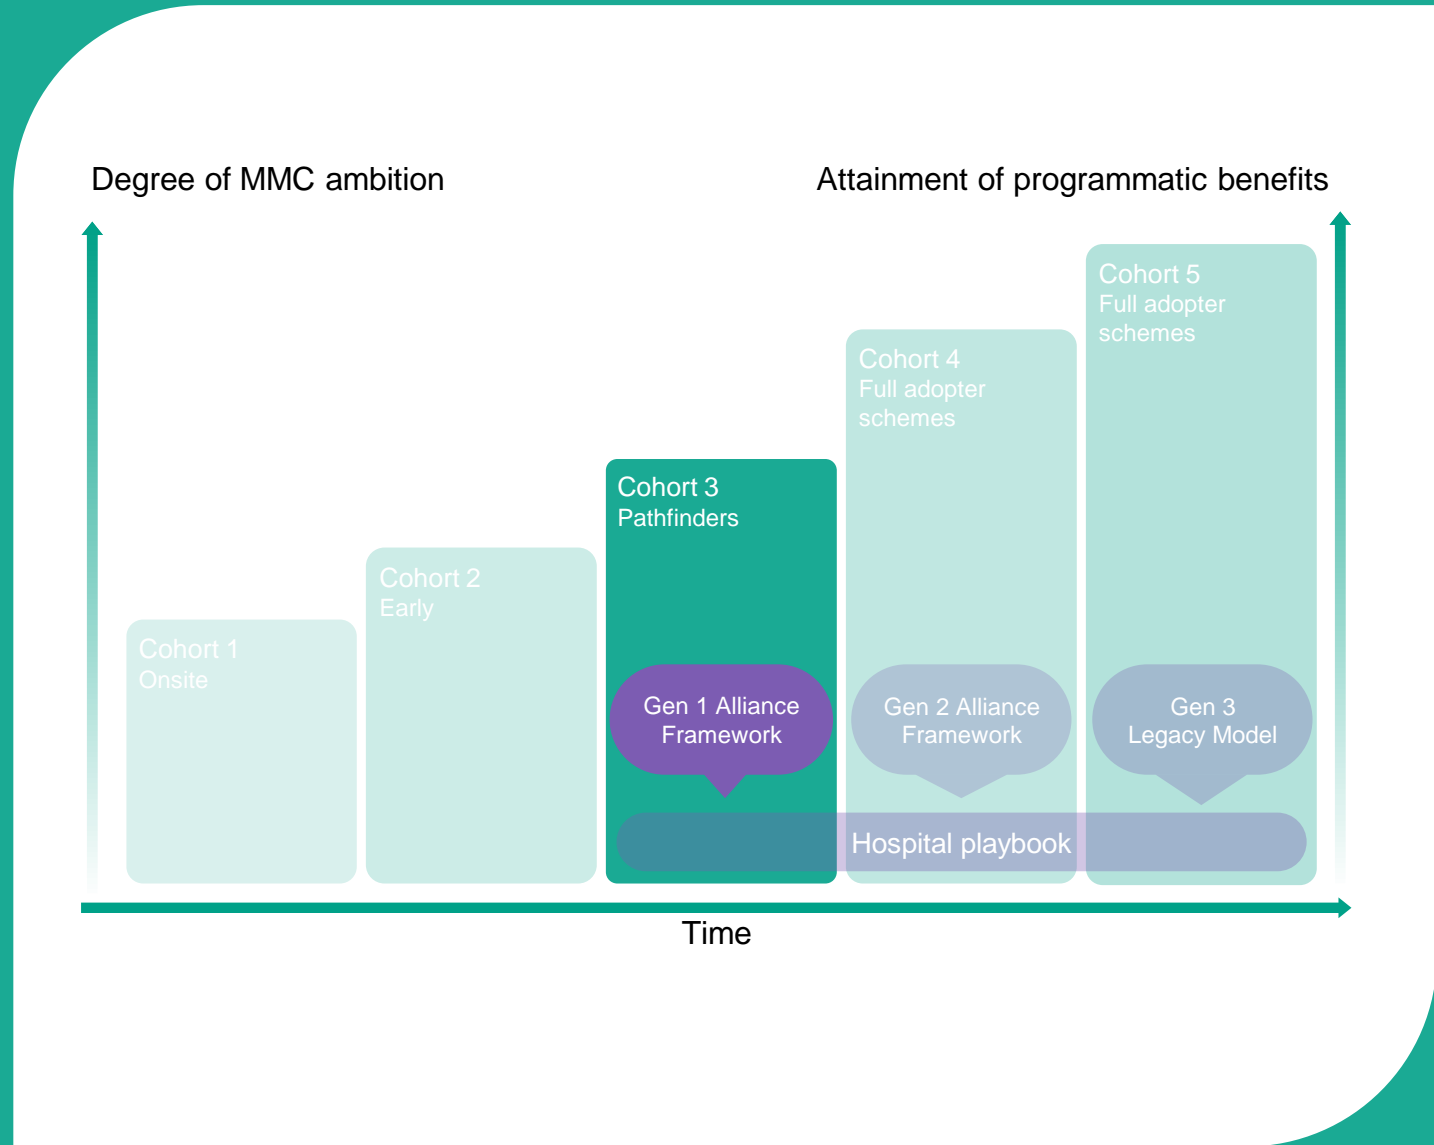 Degree of MMC ambition
Attainment of programmatic benefits
Cohort 1
Onsite
Cohort 2
Early
Cohort 3
Pathfinders
Cohort 4
Full adopter
schemes
Cohort 5
Full adopter
schemes
Gen 1 Alliance
Framework
Gen 2 Alliance
Framework
Gen 3
Legacy Model
Hospital playbook
Time